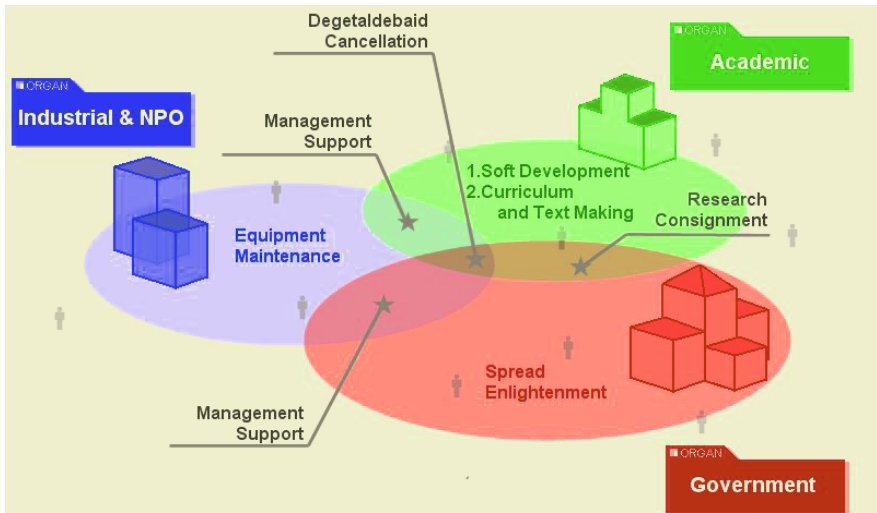 Degetaldebaid
Cancellation
ORGAN
Academic
ORGAN
Industrial & NPO
Management
Support
1.Soft Development
2.Curriculum
and Text Making
Research
Consignment
Equipment
Maintenance
Spread
Enlightenment
Management
Support
ORGAN
Government